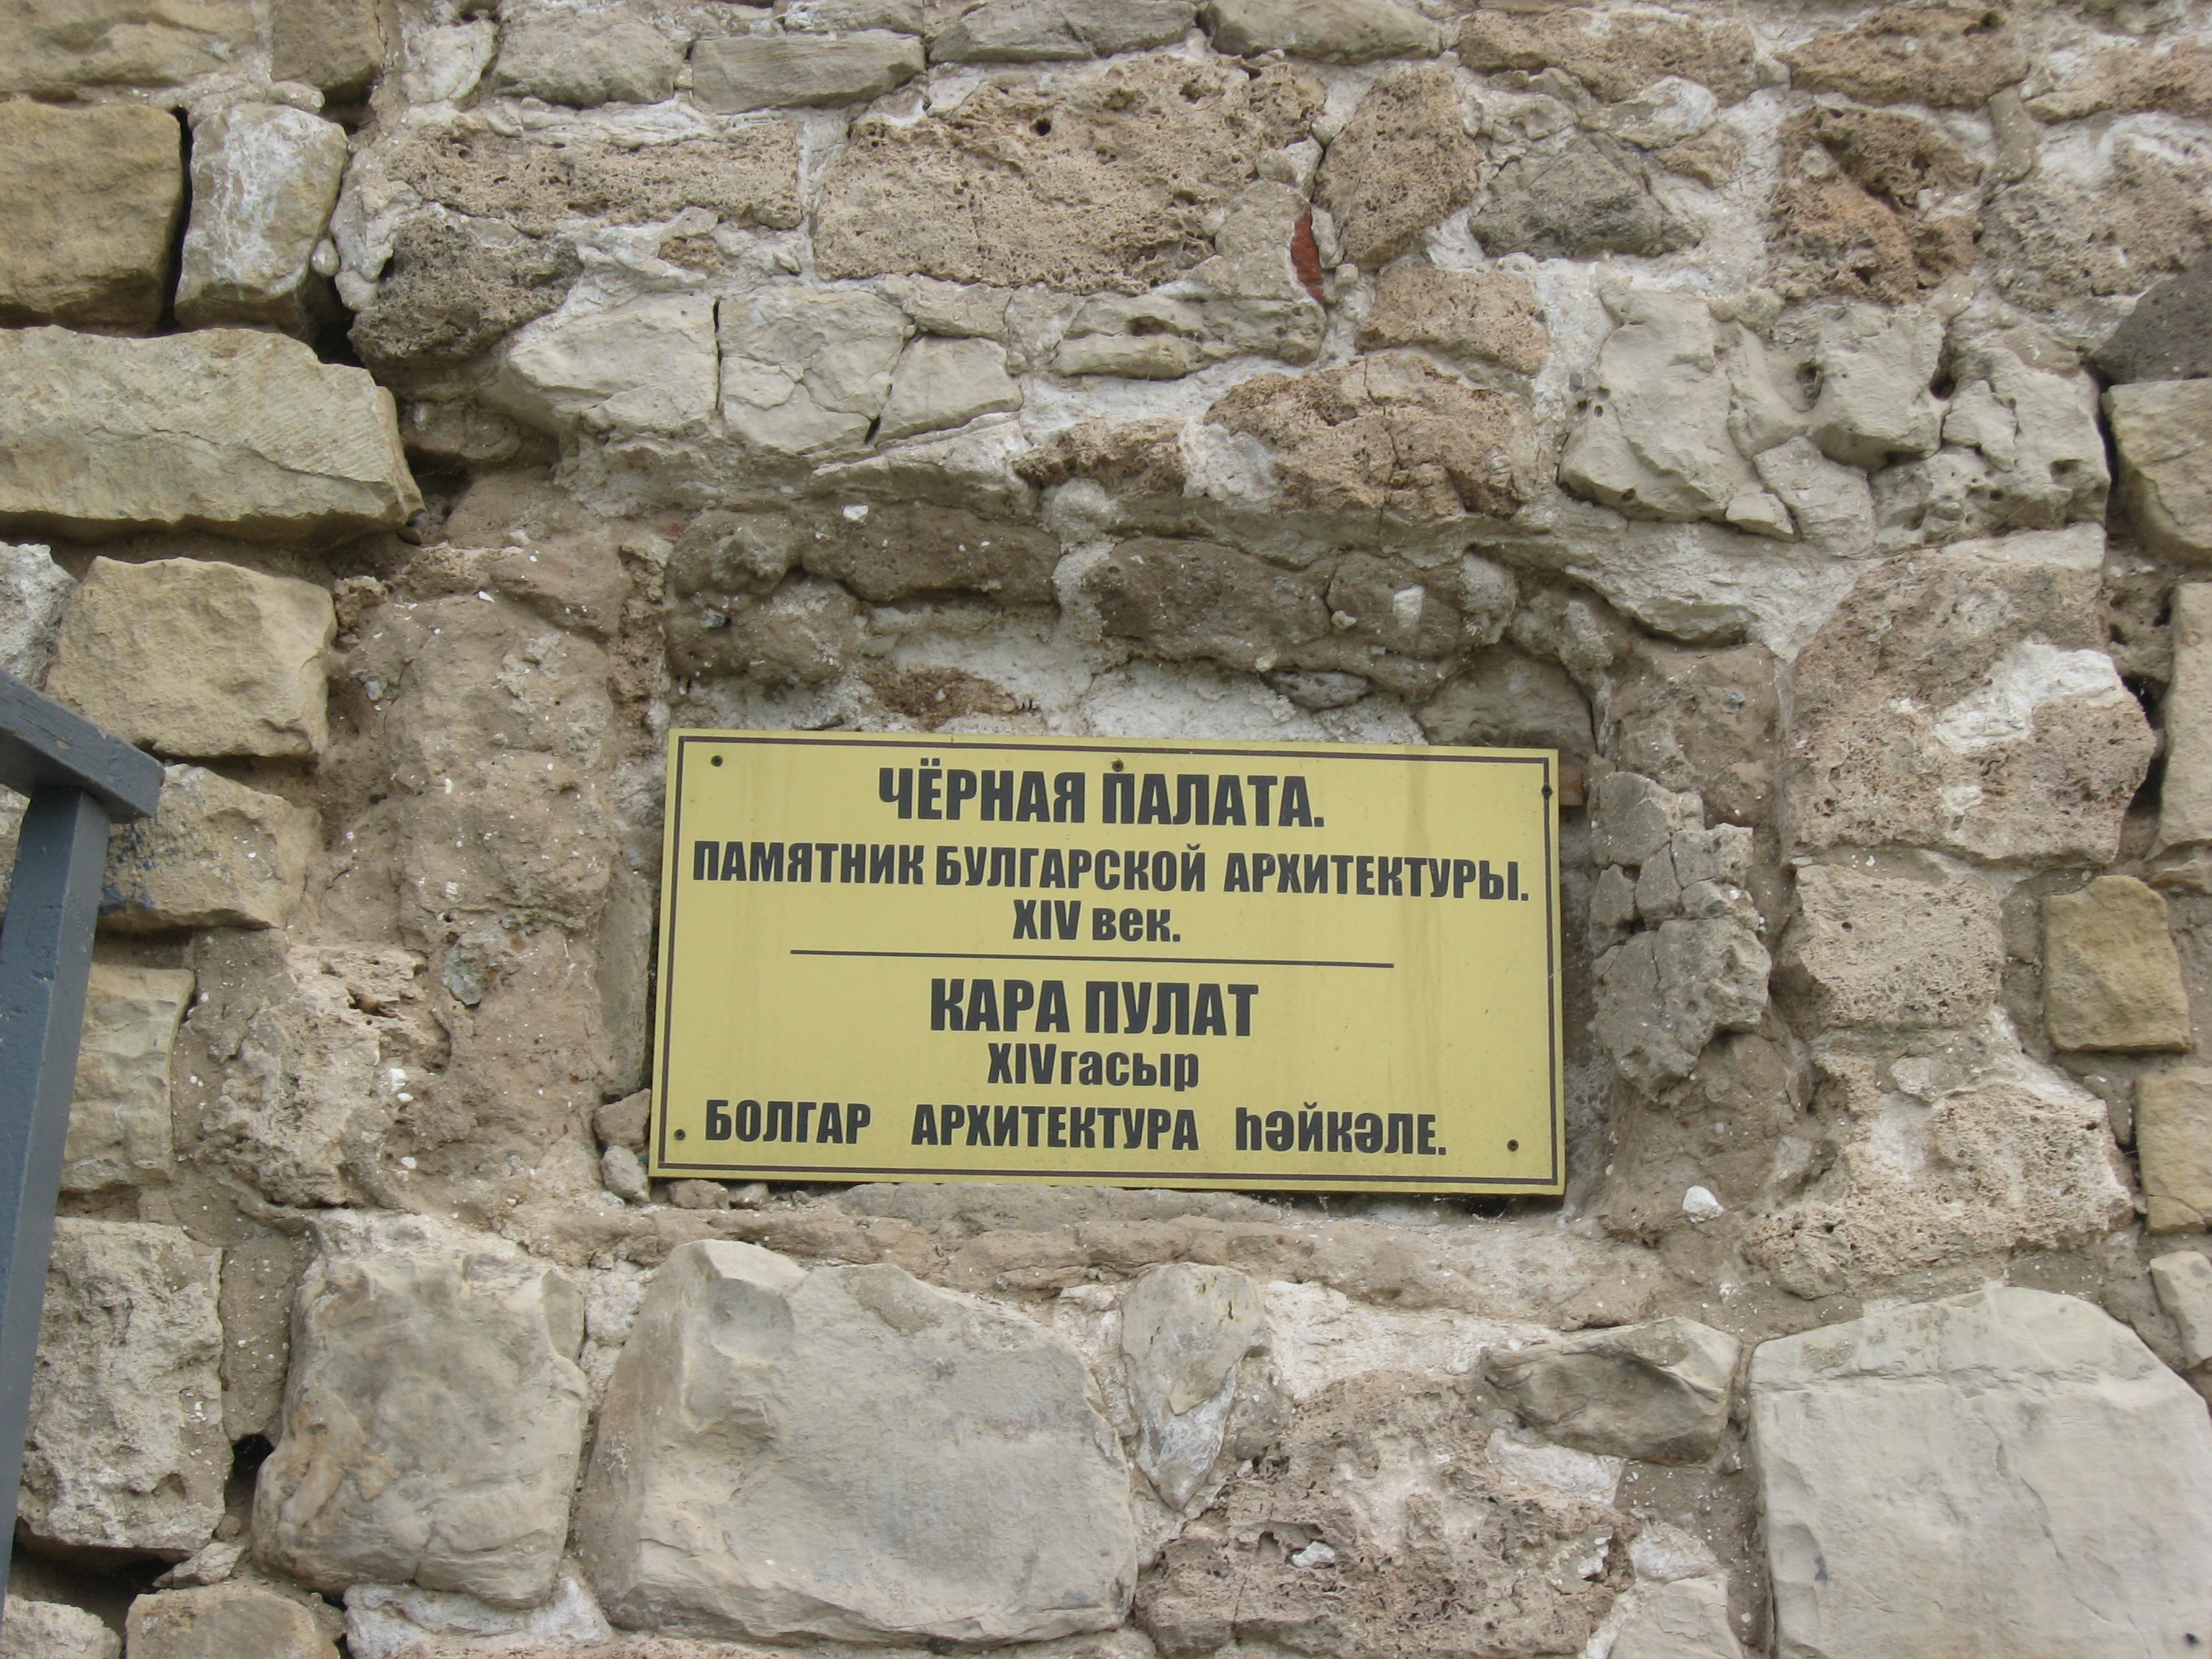 ЧЁРНАЯ ПАЛАТА.
ПАМЯТНИК БУЛГАРСКОЙ АРХИТЕКТУРЫ.
XIV век.
КАРА ПУЛАТ
XIVгасыр
БОЛГАР АРХИТЕКТУРА һәйкәле.